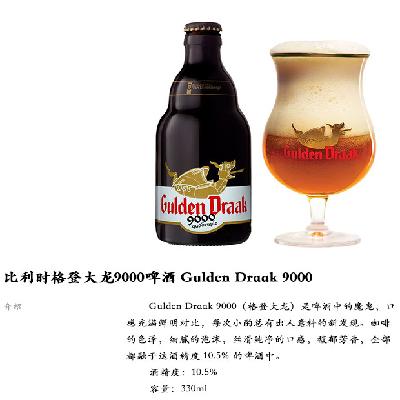 Gulden Draak
9000
quadruple
Gulden Draak
比利时格登大龙9000啤酒 Gulden Draak 9000
介绍
Gulden Draak 9000（格登大龙）是啤酒中的魔鬼，口
感充满鲜明对比，每次小酌总有出人意料的新发现。咖啡
的色泽，细腻的泡沫，丝滑纯净的口感，馥郁芳香，全部
都融于这酒精度10.5% 的啤酒中。
酒精度：10.5%
容量：330ml